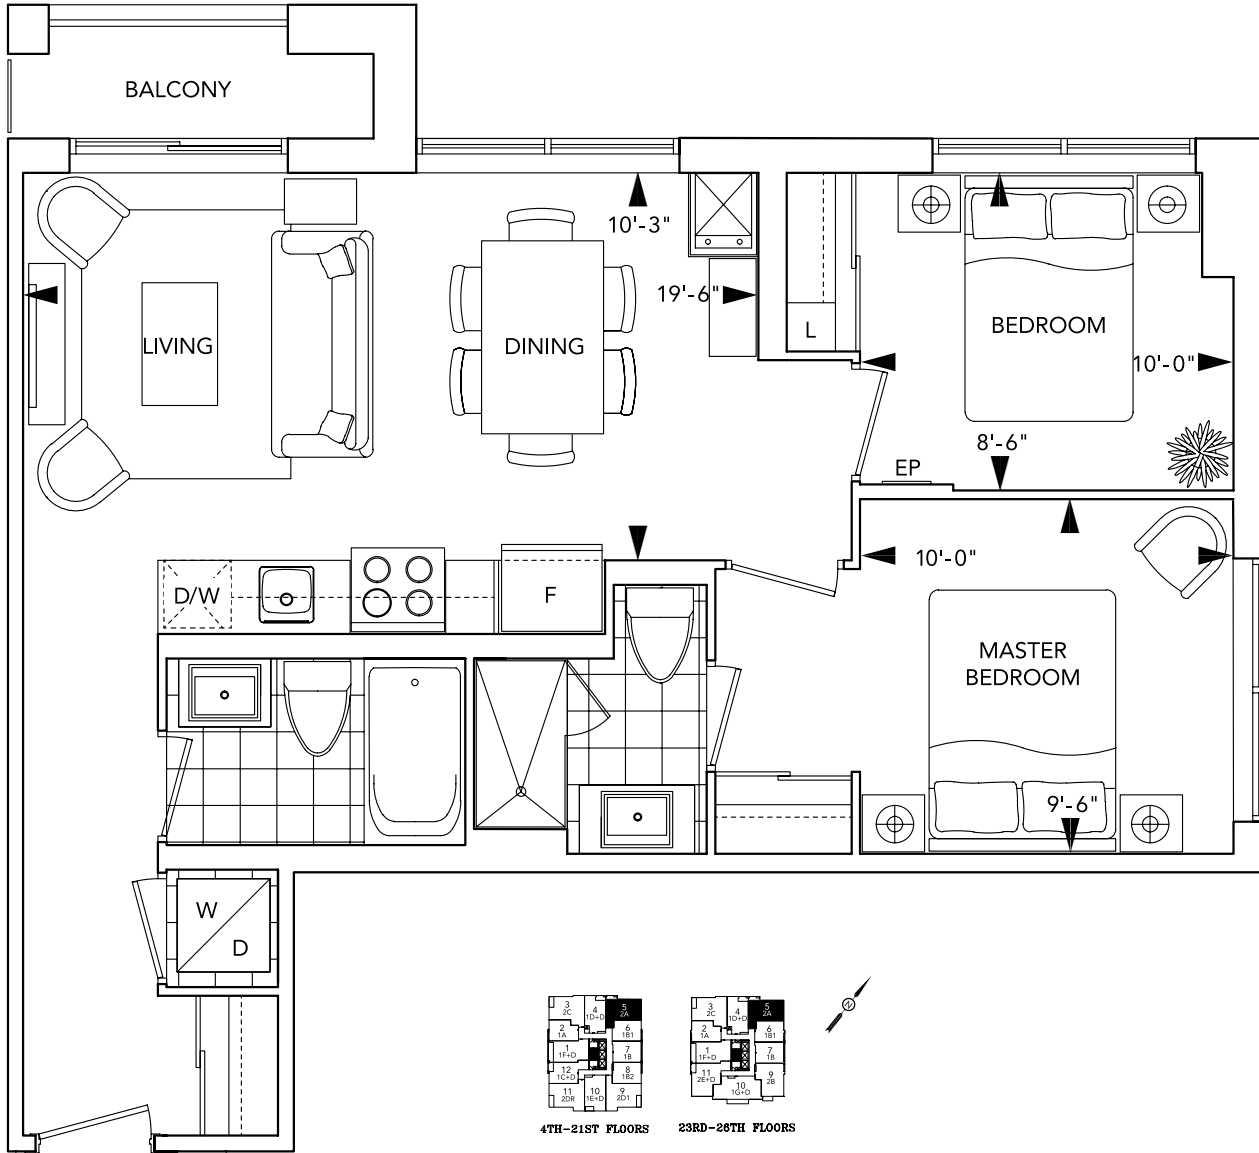 BALCONY
10'-3"
19'-6"
L
BEDROOM
LIVING
DINING
10'-0"
8'-6"
EP
10'-0"
D/W
F
MASTER
BEDROOM
9'-6"
W
D
N
3
2C
4
1D+D
5
2A
2
1A
6
1B1
1
1F+D
7
1B
12
1C+D
8
1B2
11
2DR
10
1E+D
9
2D1
4TH-21ST FLOORS
3
2C
4
1D+D
5
2A
2
1A
6
1B1
1
1F+D
7
1B
11
2E+D
10
1G+D
9
2B
23RD-26TH FLOORS